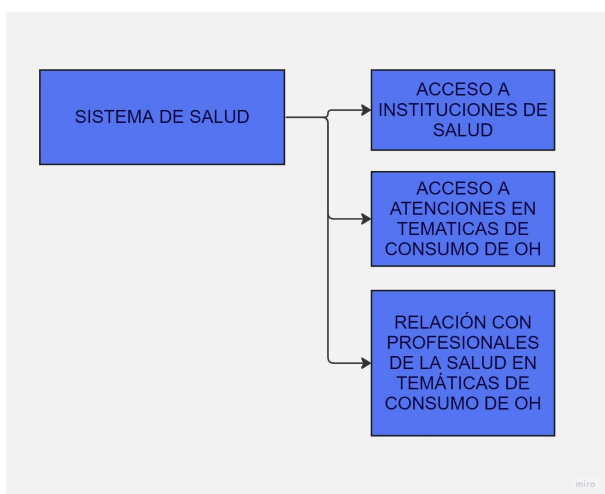 SISTEMA DE SALUD
ACCESO A
INSTITUCIONES DE
SALUD
ACCESO A
ATENCIONES EN
TEMATICAS DE
CONSUMO DE OH
RELACIÓN CON
PROFESIONALES
DE LA SALUD EN
TEMÁTICAS DE
CONSUMO DE OH
miro